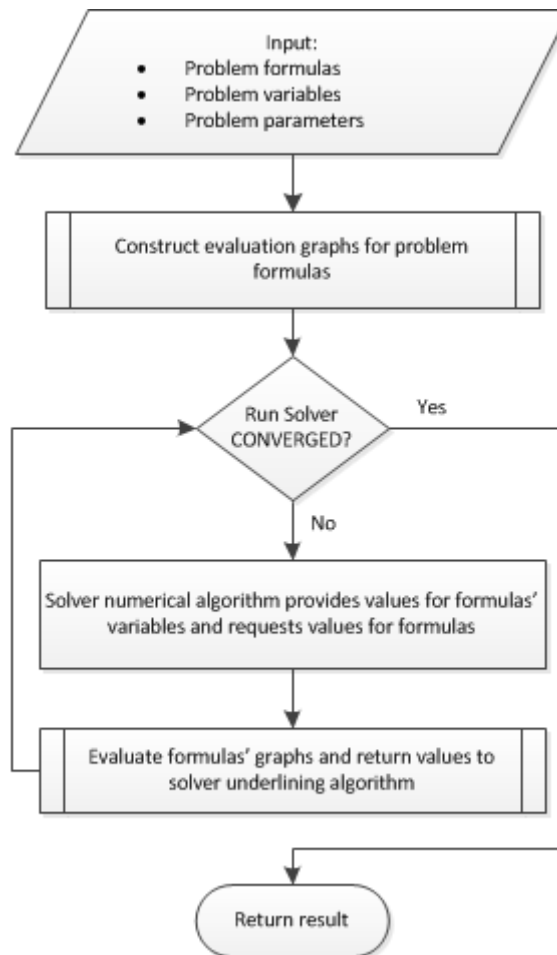 Input:
• Problem formulas
• Problem variables
• Problem parameters
Construct evaluation graphs for problem
formulas
Run Solver
CONVERGED?
Yes
No
Solver numerical algorithm provides values for formulas’
variables and requests values for formulas
Evaluate formulas’ graphs and return values to
solver underlining algorithm
Return result